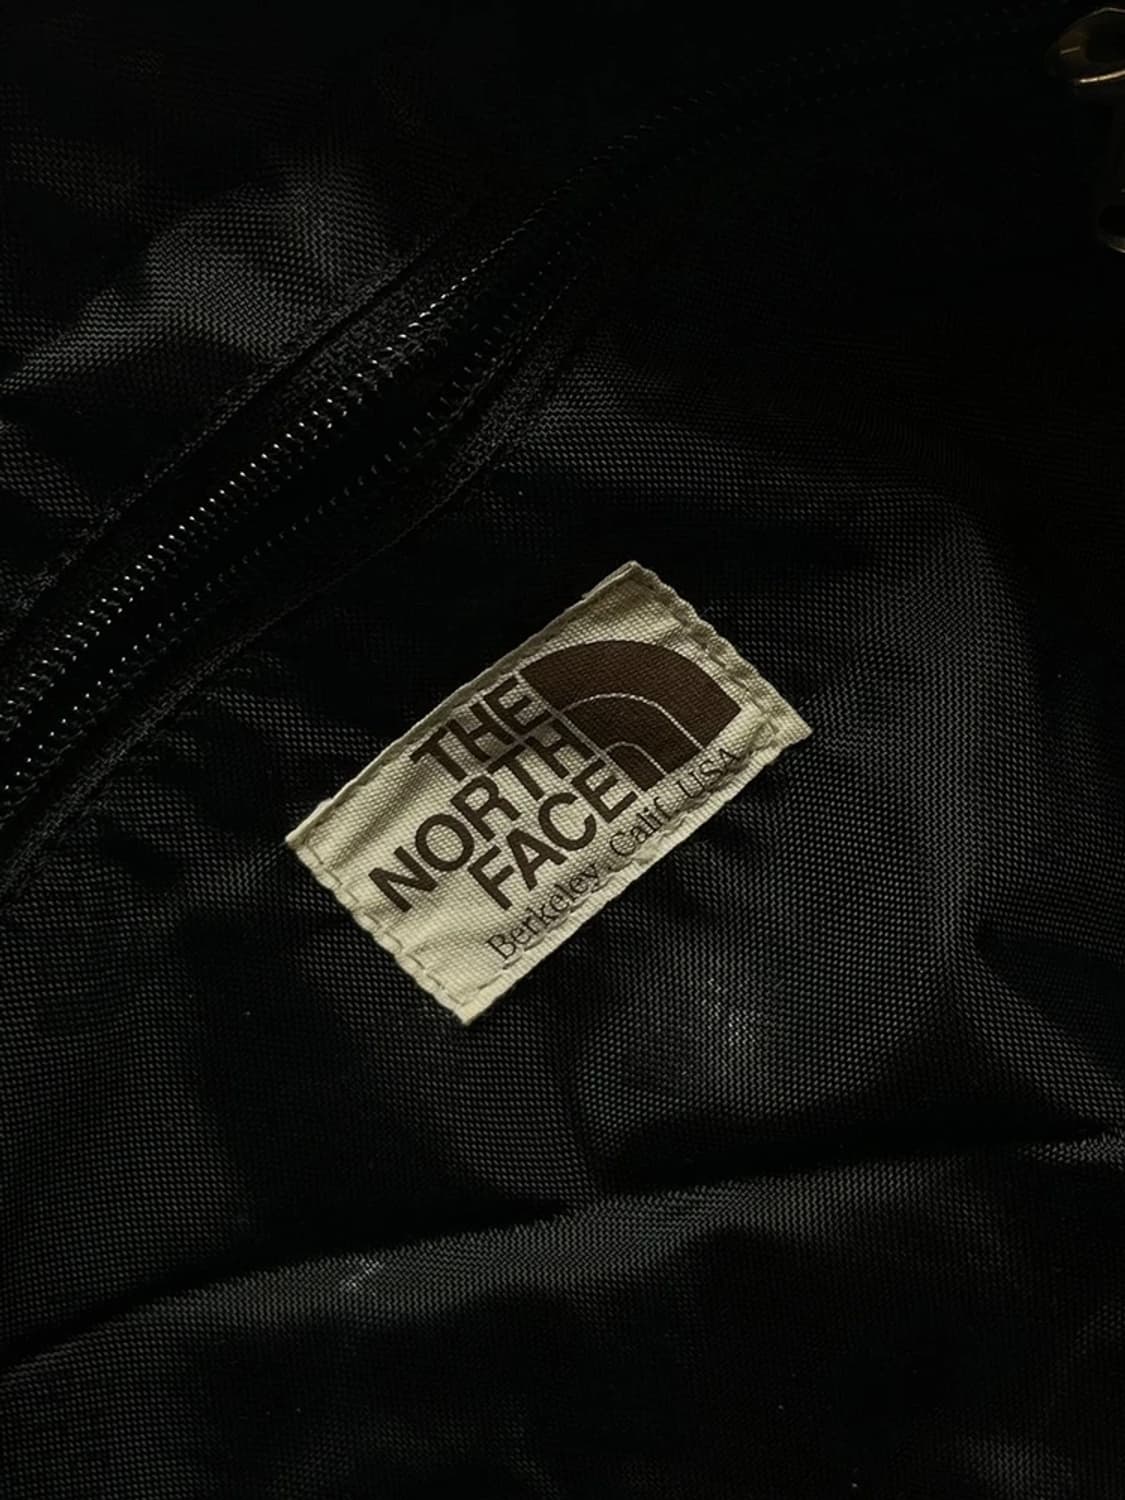 THE
NORTH
FACE
Berkeley, Calif. USA